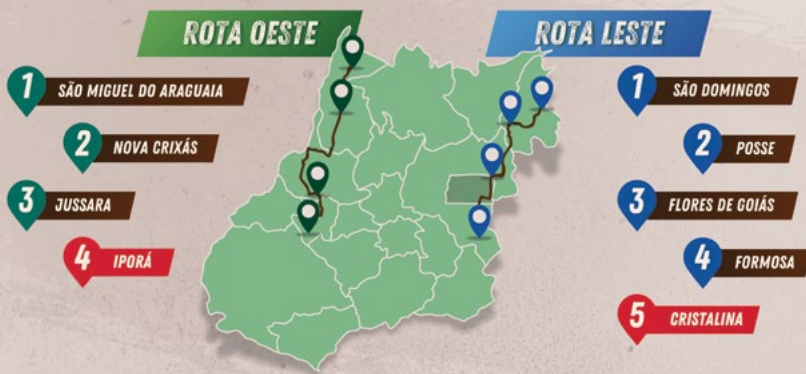 ROTA OESTE
1 SÃO MIGUEL DO ARAGUAIA
2 NOVA CRIXÁS
3 JUSSARA
4 IPORÁ
ROTA LESTE
1 SÃO DOMINGOS
2 POSSE
3 FLORES DE GOIÁS
4 FORMOSA
5 CRISTALINA